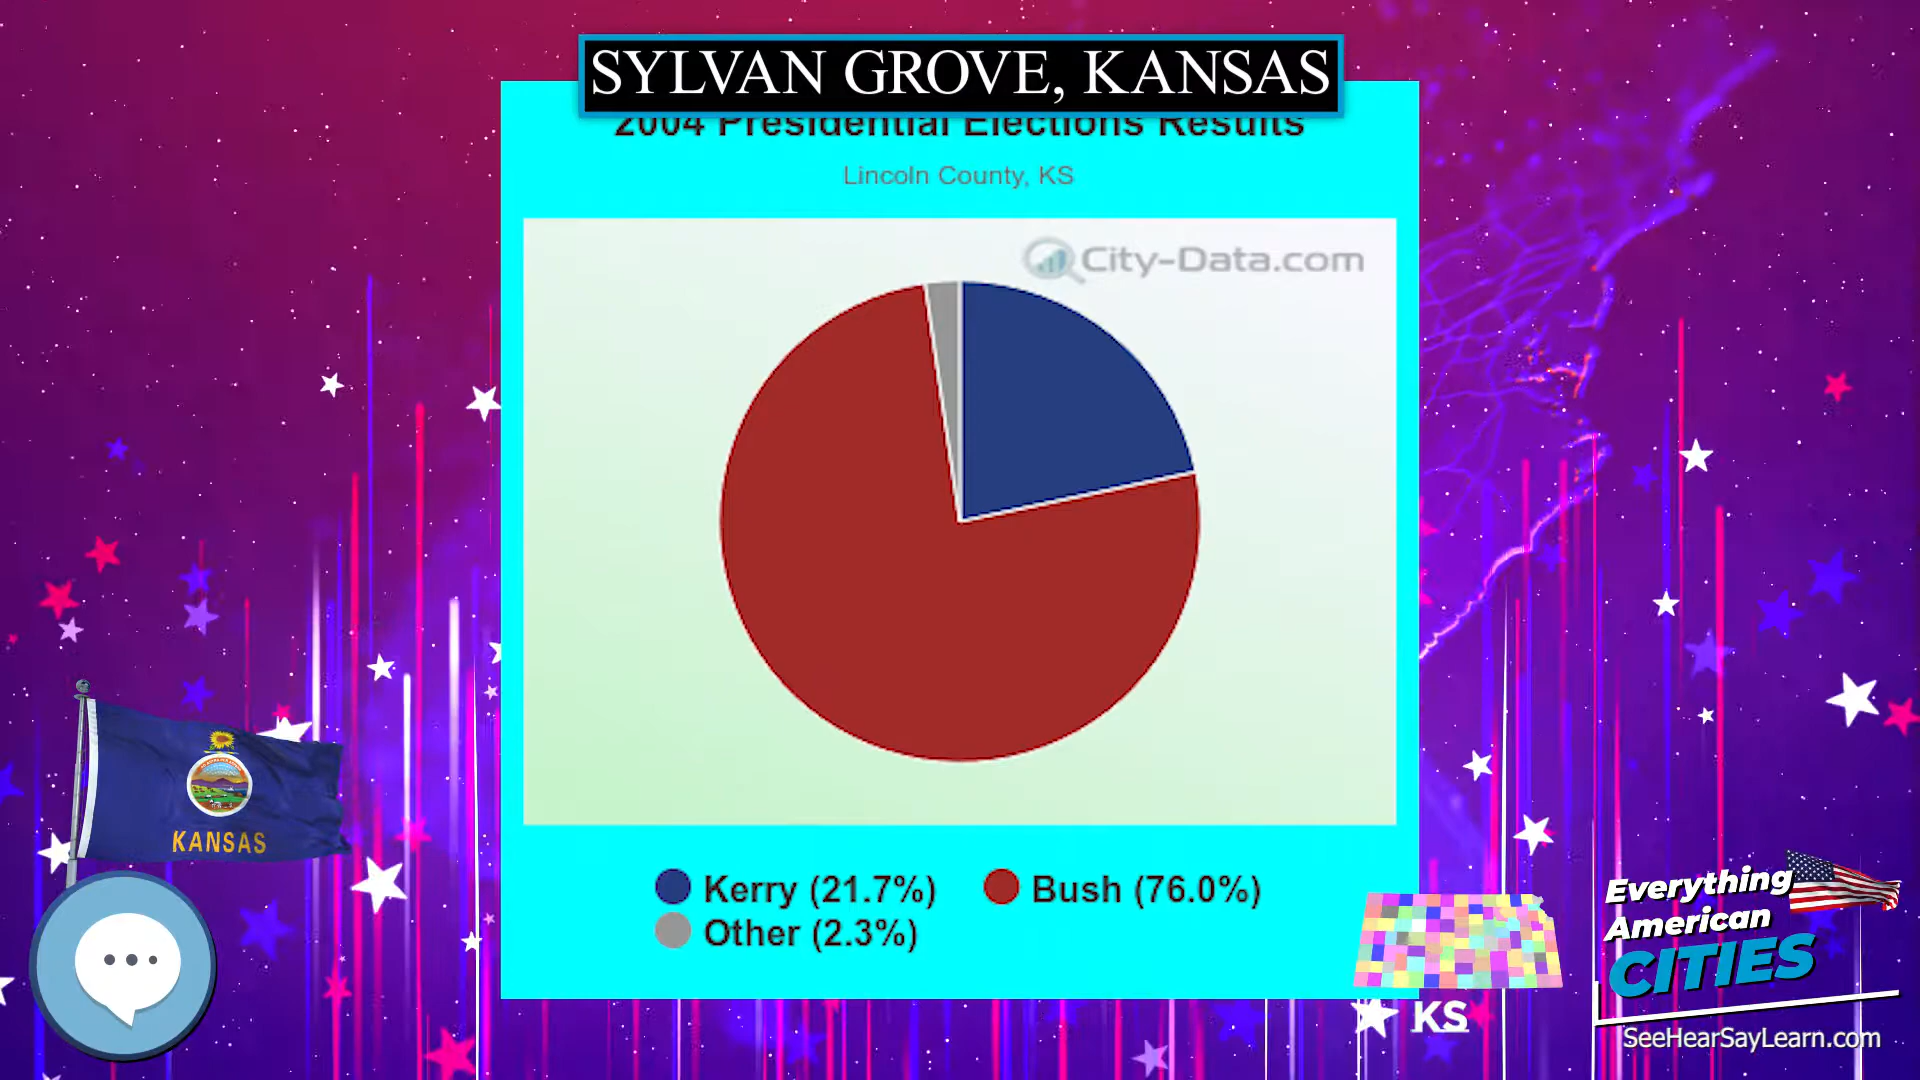 SYLVAN GROVE, KANSAS
2004 Presidential Elections Results
Lincoln County, KS
City-Data.com
Kerry (21.7%)
Bush (76.0%)
Other (2.3%)
KANSAS
KS
Everything
American
CITIES
SeeHearSayLearn.com